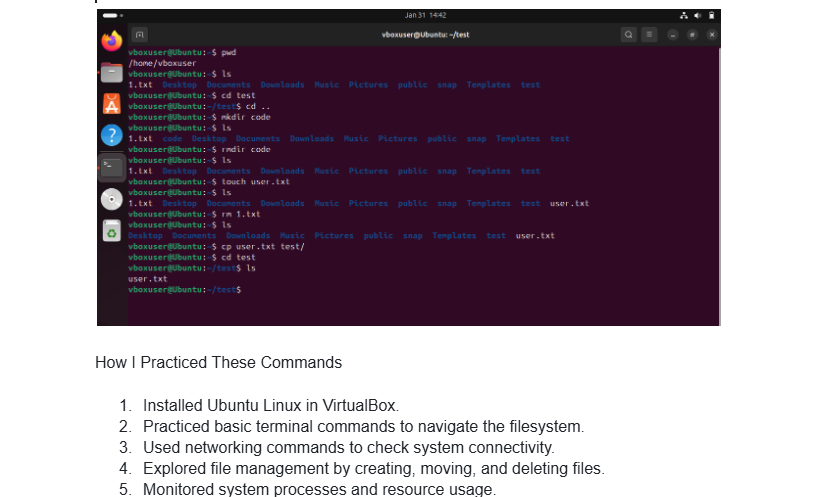 Jan 31 14:42
vboxuser@Ubuntu: ~/test
vboxuser@Ubuntu:~$ pwd
/home/vboxuser
vboxuser@Ubuntu:~$ ls
1.txt Desktop Documents Downloads Music Pictures public snap Templates test
vboxuser@Ubuntu:~$ cd test
vboxuser@Ubuntu:~/test$ cd ..
vboxuser@Ubuntu:~$ mkdir code
vboxuser@Ubuntu:~$ ls
1.txt code Desktop Documents Downloads Music Pictures public snap Templates test
vboxuser@Ubuntu:~$ rmdir code
vboxuser@Ubuntu:~$ ls
1.txt Desktop Documents Downloads Music Pictures public snap Templates test
vboxuser@Ubuntu:~$ touch user.txt
vboxuser@Ubuntu:~$ ls
1.txt Desktop Documents Downloads Music Pictures public snap Templates test user.txt
vboxuser@Ubuntu:~$ rm 1.txt
vboxuser@Ubuntu:~$ ls
Desktop Documents Downloads Music Pictures public snap Templates test user.txt
vboxuser@Ubuntu:~$ cp user.txt test/
vboxuser@Ubuntu:~$ cd test
vboxuser@Ubuntu:~/test$ ls
user.txt
vboxuser@Ubuntu:~/test$
How I Practiced These Commands
1. Installed Ubuntu Linux in VirtualBox.
2. Practiced basic terminal commands to navigate the filesystem.
3. Used networking commands to check system connectivity.
4. Explored file management by creating, moving, and deleting files.
5. Monitored system processes and resource usage.